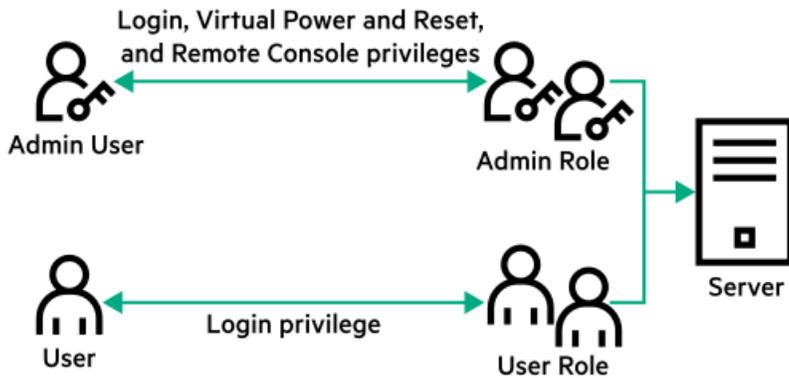 Login, Virtual Power and Reset,
and Remote Console privileges
Admin User
Admin Role
Server
Login privilege
User
User Role